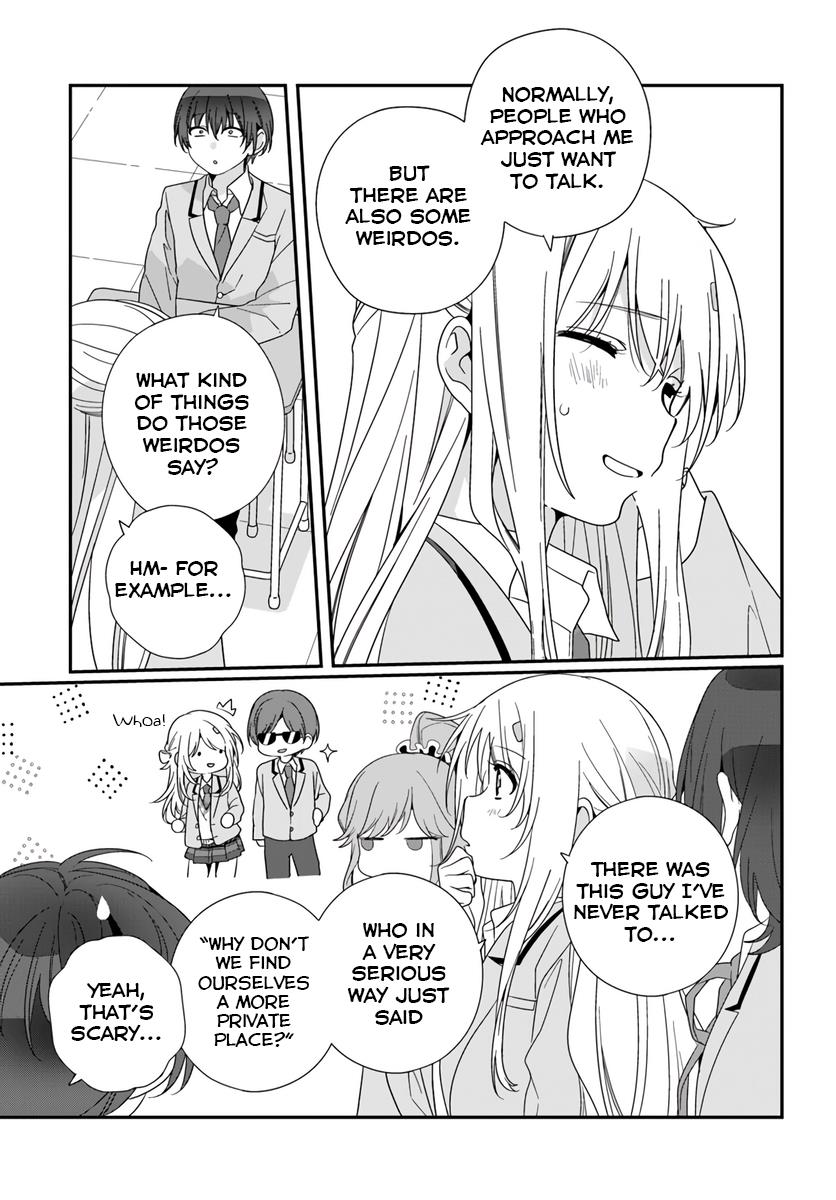 NORMALLY,
PEOPLE WHO
APPROACH ME
JUST WANT
TO TALK.
BUT
THERE ARE
ALSO SOME
WEIRDOS.
WHAT KIND
OF THINGS
DO THOSE
WEIRDOS
SAY?
HM- FOR
EXAMPLE...
THERE WAS
THIS GUY I'VE
NEVER TALKED
TO...
WHO IN
A VERY
SERIOUS
WAY JUST
SAID
"WHY DON'T
WE FIND
OURSELVES
A MORE
PRIVATE
PLACE?"
Whoa!
YEAH,
THAT'S
SCARY...